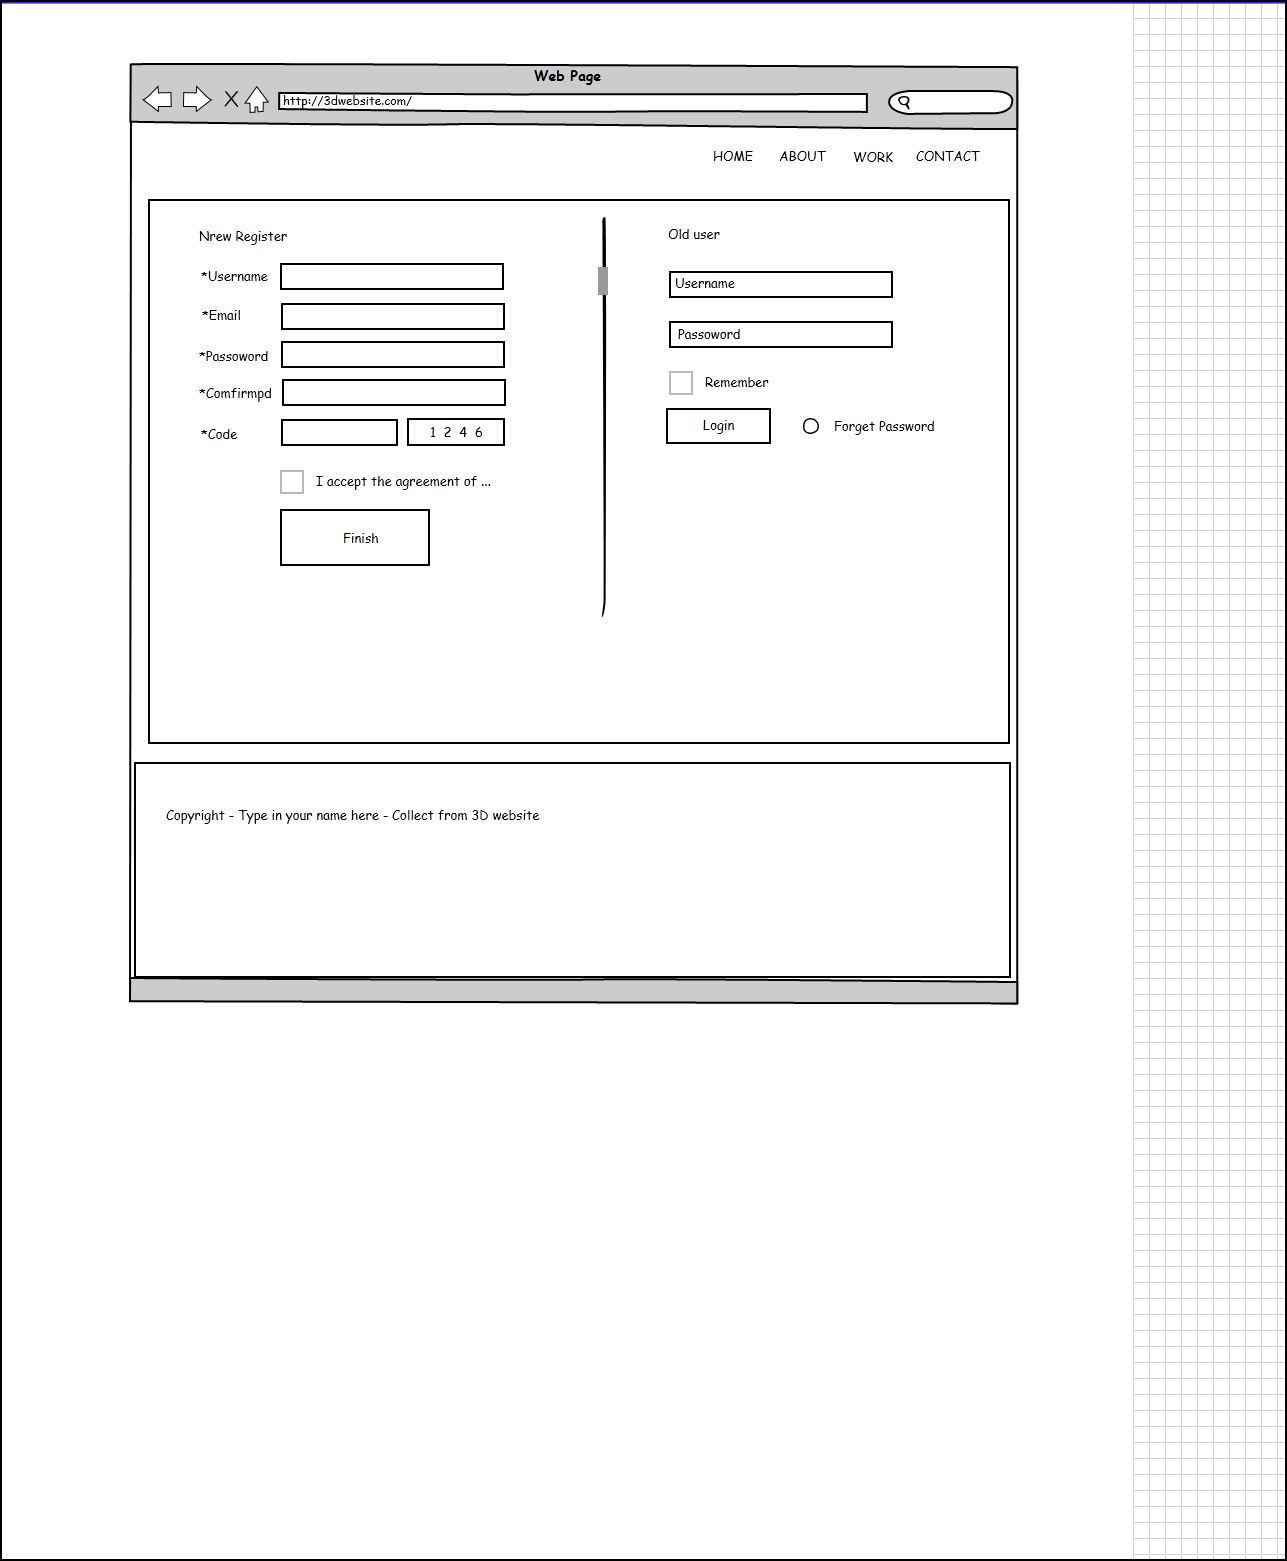 Web Page
http://3dwebsite.com/
HOME ABOUT WORK CONTACT
Nrew Register
*Username
*Email
*Passoword
*Comfirmpd
*Code 1 2 4 6
I accept the agreement of ...
Finish
Old user
Username
Passoword
Remember
Login Forget Password
Copyright - Type in your name here - Collect from 3D website